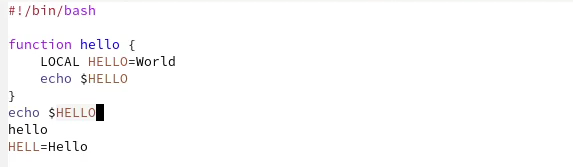 #!/bin/bash
function hello {
LOCAL HELLO=World
echo $HELLO
}
echo $HELLO
hello
HELL=Hello